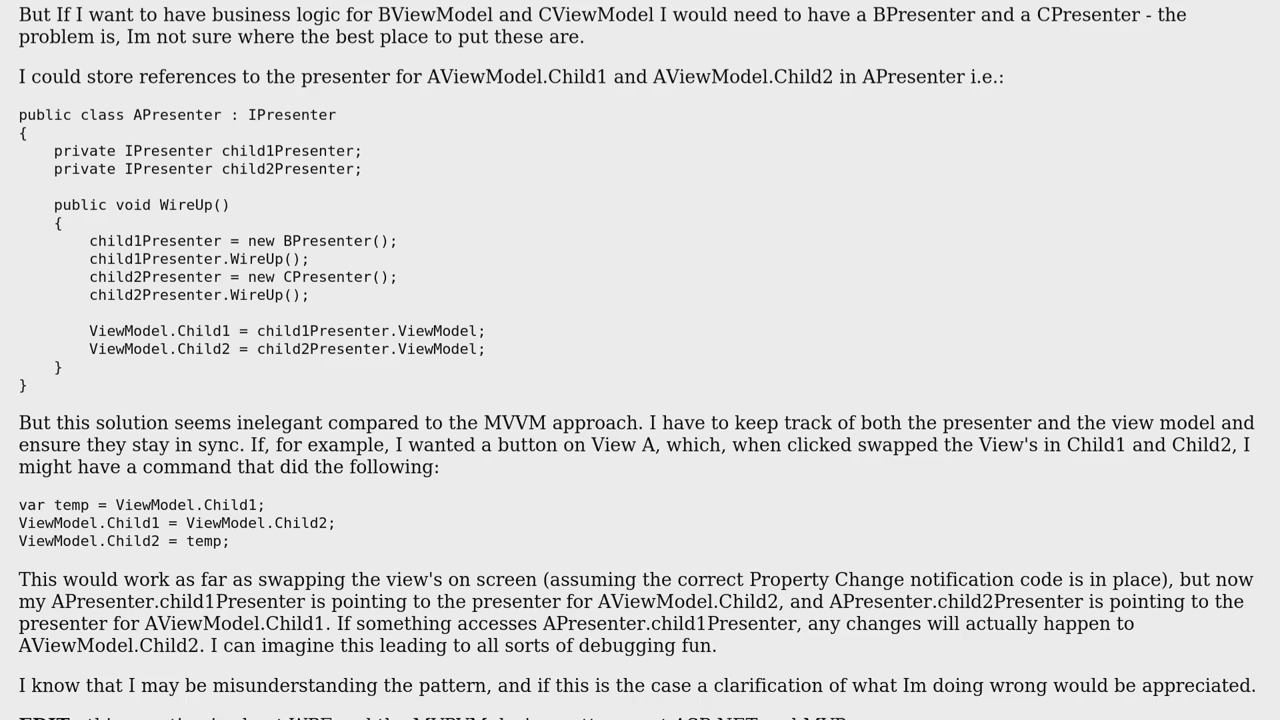 But If I want to have business logic for BViewModel and CViewModel I would need to have a BPresenter and a CPresenter - the
problem is, Im not sure where the best place to put these are.
I could store references to the presenter for AViewModel.Child1 and AViewModel.Child2 in APresenter i.e.:
public class APresenter : IPresenter
{
    private IPresenter child1Presenter;
    private IPresenter child2Presenter;
    public void WireUp()
    {
        child1Presenter = new BPresenter();
        child1Presenter.WireUp();
        child2Presenter = new CPresenter();
        child2Presenter.WireUp();
        ViewModel.Child1 = child1Presenter.ViewModel;
        ViewModel.Child2 = child2Presenter.ViewModel;
    }
}
But this solution seems inelegant compared to the MVVM approach. I have to keep track of both the presenter and the view model and
ensure they stay in sync. If, for example, I wanted a button on View A, which, when clicked swapped the View's in Child1 and Child2, I
might have a command that did the following:
var temp = ViewModel.Child1;
ViewModel.Child1 = ViewModel.Child2;
ViewModel.Child2 = temp;
This would work as far as swapping the view's on screen (assuming the correct Property Change notification code is in place), but now
my APresenter.child1Presenter is pointing to the presenter for AViewModel.Child2, and APresenter.child2Presenter is pointing to the
presenter for AViewModel.Child1. If something accesses APresenter.child1Presenter, any changes will actually happen to
AViewModel.Child2. I can imagine this leading to all sorts of debugging fun.
I know that I may be misunderstanding the pattern, and if this is the case a clarification of what Im doing wrong would be appreciated.